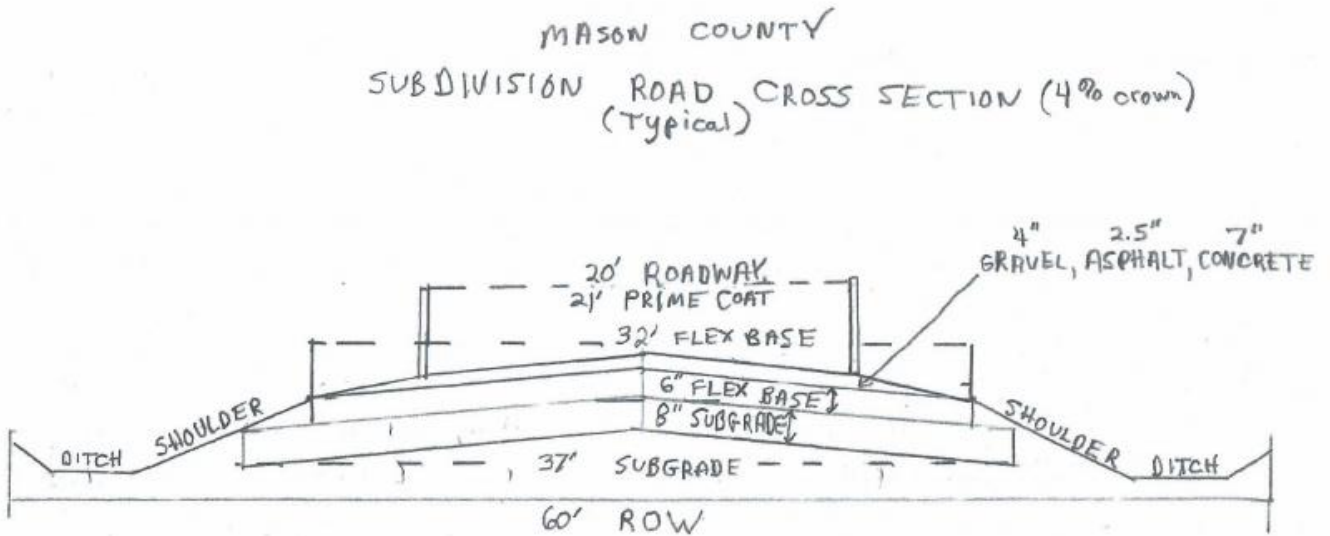 MASON COUNTY
SUBDIVISION ROAD CROSS SECTION (4% crown)
(Typical)
4" 2.5" 7"
GRAVEL, ASPHALT, CONCRETE
20' ROADWAY
21' PRIME COAT
32' FLEX BASE
6" FLEX BASE
8" SUBGRADE
SHOULDER
SHOULDER
DITCH
37' SUBGRADE
DITCH
60' ROW